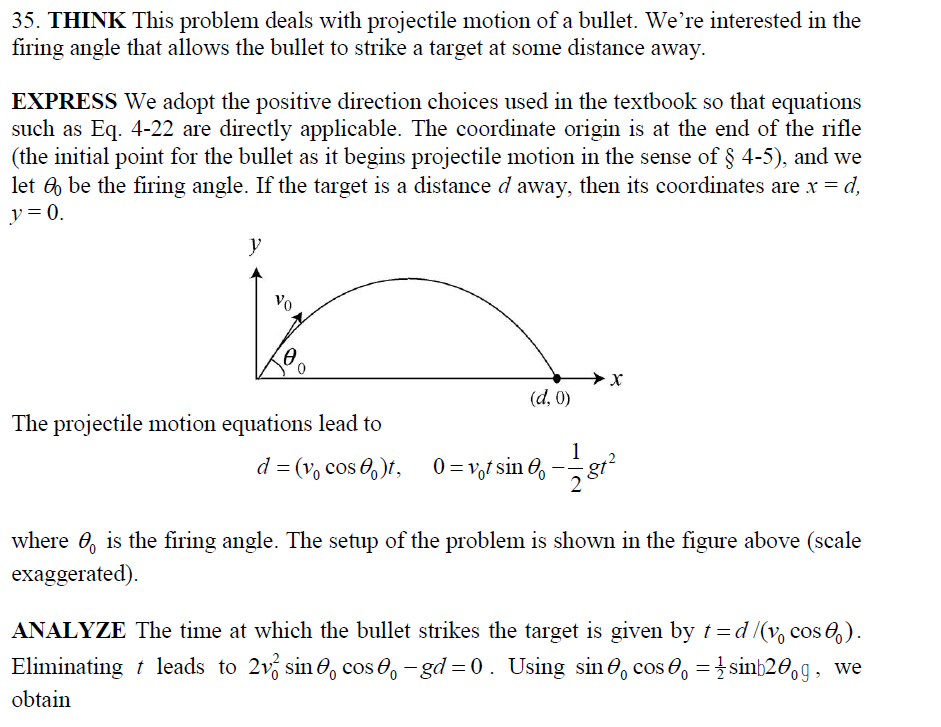 35. THINK This problem deals with projectile motion of a bullet. We’re interested in the
firing angle that allows the bullet to strike a target at some distance away.
EXPRESS We adopt the positive direction choices used in the textbook so that equations
such as Eq. 4-22 are directly applicable. The coordinate origin is at the end of the rifle
(the initial point for the bullet as it begins projectile motion in the sense of § 4-5), and we
let θ₀ be the firing angle. If the target is a distance d away, then its coordinates are x = d,
y = 0.
y
v₀
θ₀
x
(d, 0)
The projectile motion equations lead to
d = (v₀ cos θ₀)t, 0 = v₀t sin θ₀ − 1/2 gt²
where θ₀ is the firing angle. The setup of the problem is shown in the figure above (scale
exaggerated).
ANALYZE The time at which the bullet strikes the target is given by t = d /(v₀ cos θ₀).
Eliminating t leads to 2v₀² sin θ₀ cos θ₀ − gd = 0. Using sin θ₀ cos θ₀ = ½ sinb2θ₀g, we
obtain